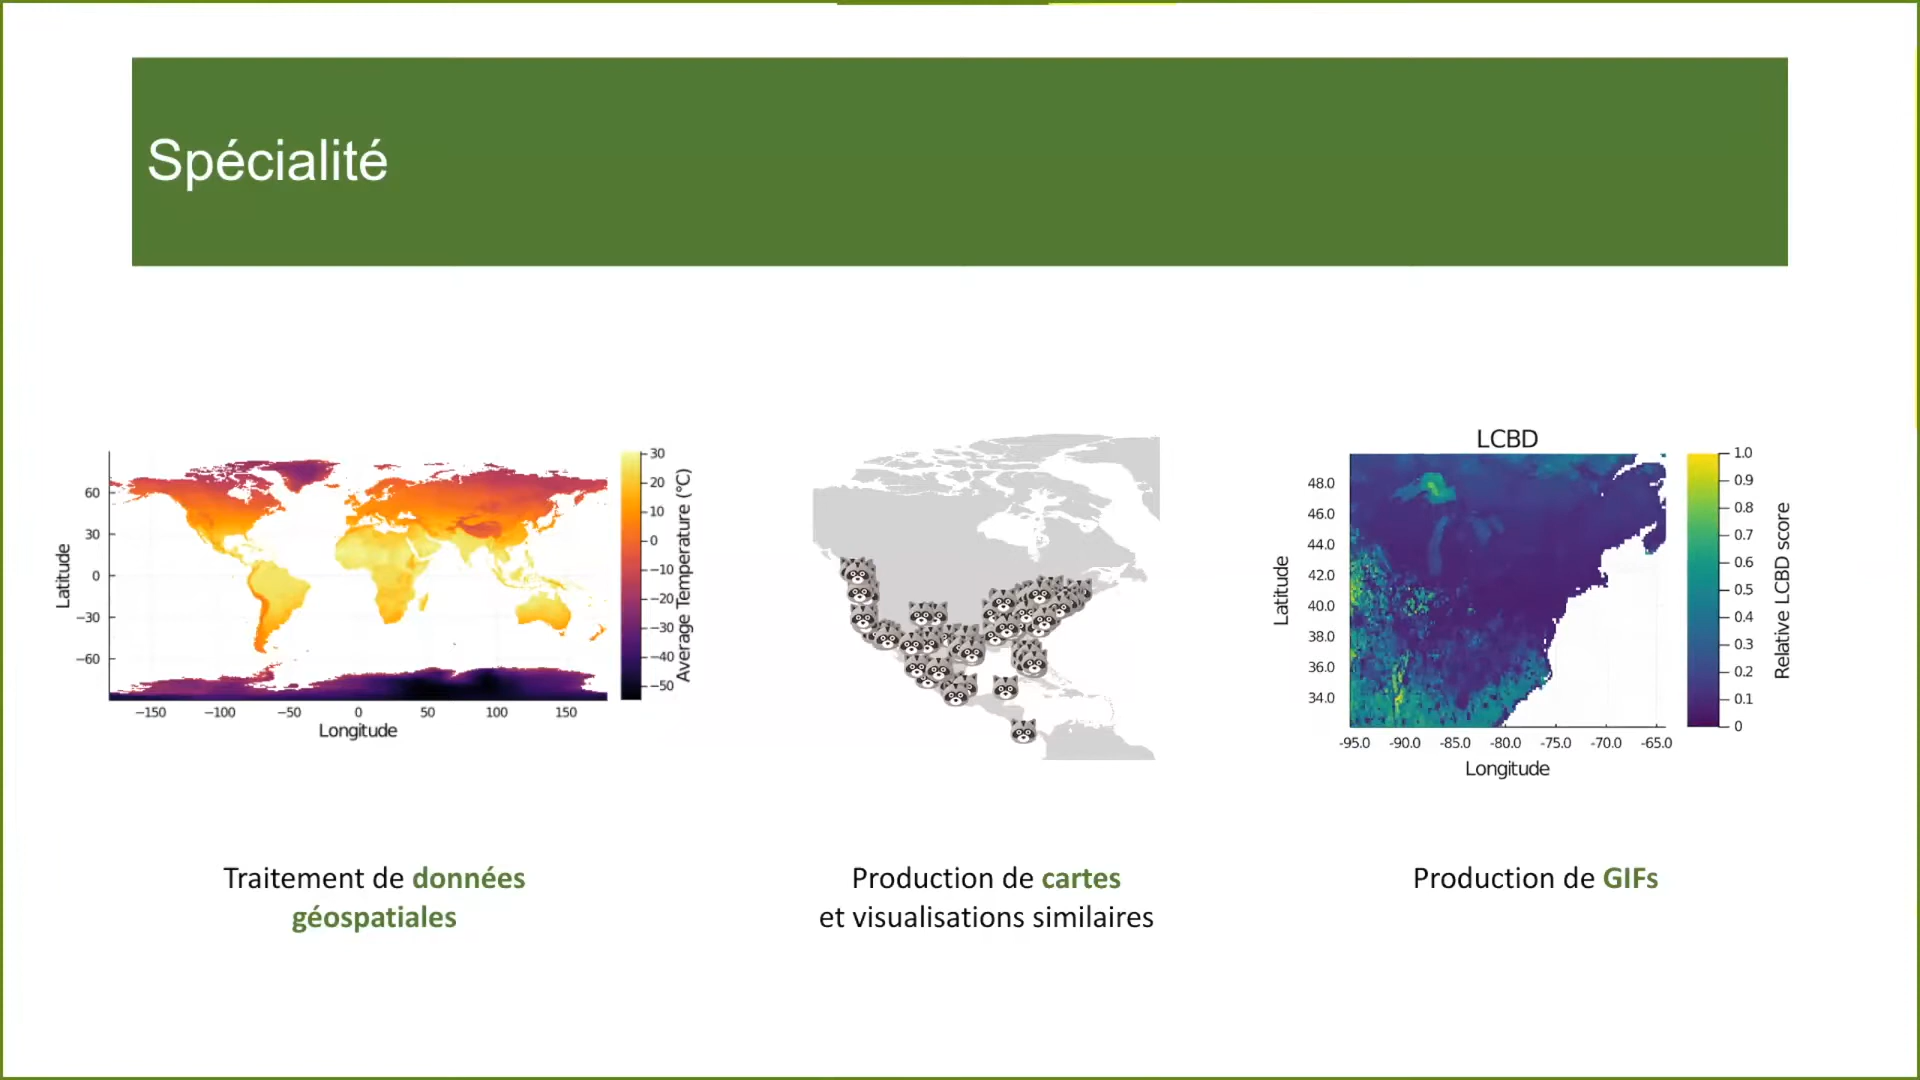 Spécialité
60
30
0
−30
−60
Latitude
−150 −100 −50 0 50 100 150
Longitude
30
20
10
0
−10
−20
−30
−40
−50
Average Temperature (°C)
LCBD
48.0
46.0
44.0
42.0
40.0
38.0
36.0
34.0
Latitude
-95.0 -90.0 -85.0 -80.0 -75.0 -70.0 -65.0
Longitude
1.0
0.9
0.8
0.7
0.6
0.5
0.4
0.3
0.2
0.1
0
Relative LCBD score
Traitement de données
géospatiales
Production de cartes
et visualisations similaires
Production de GIFs